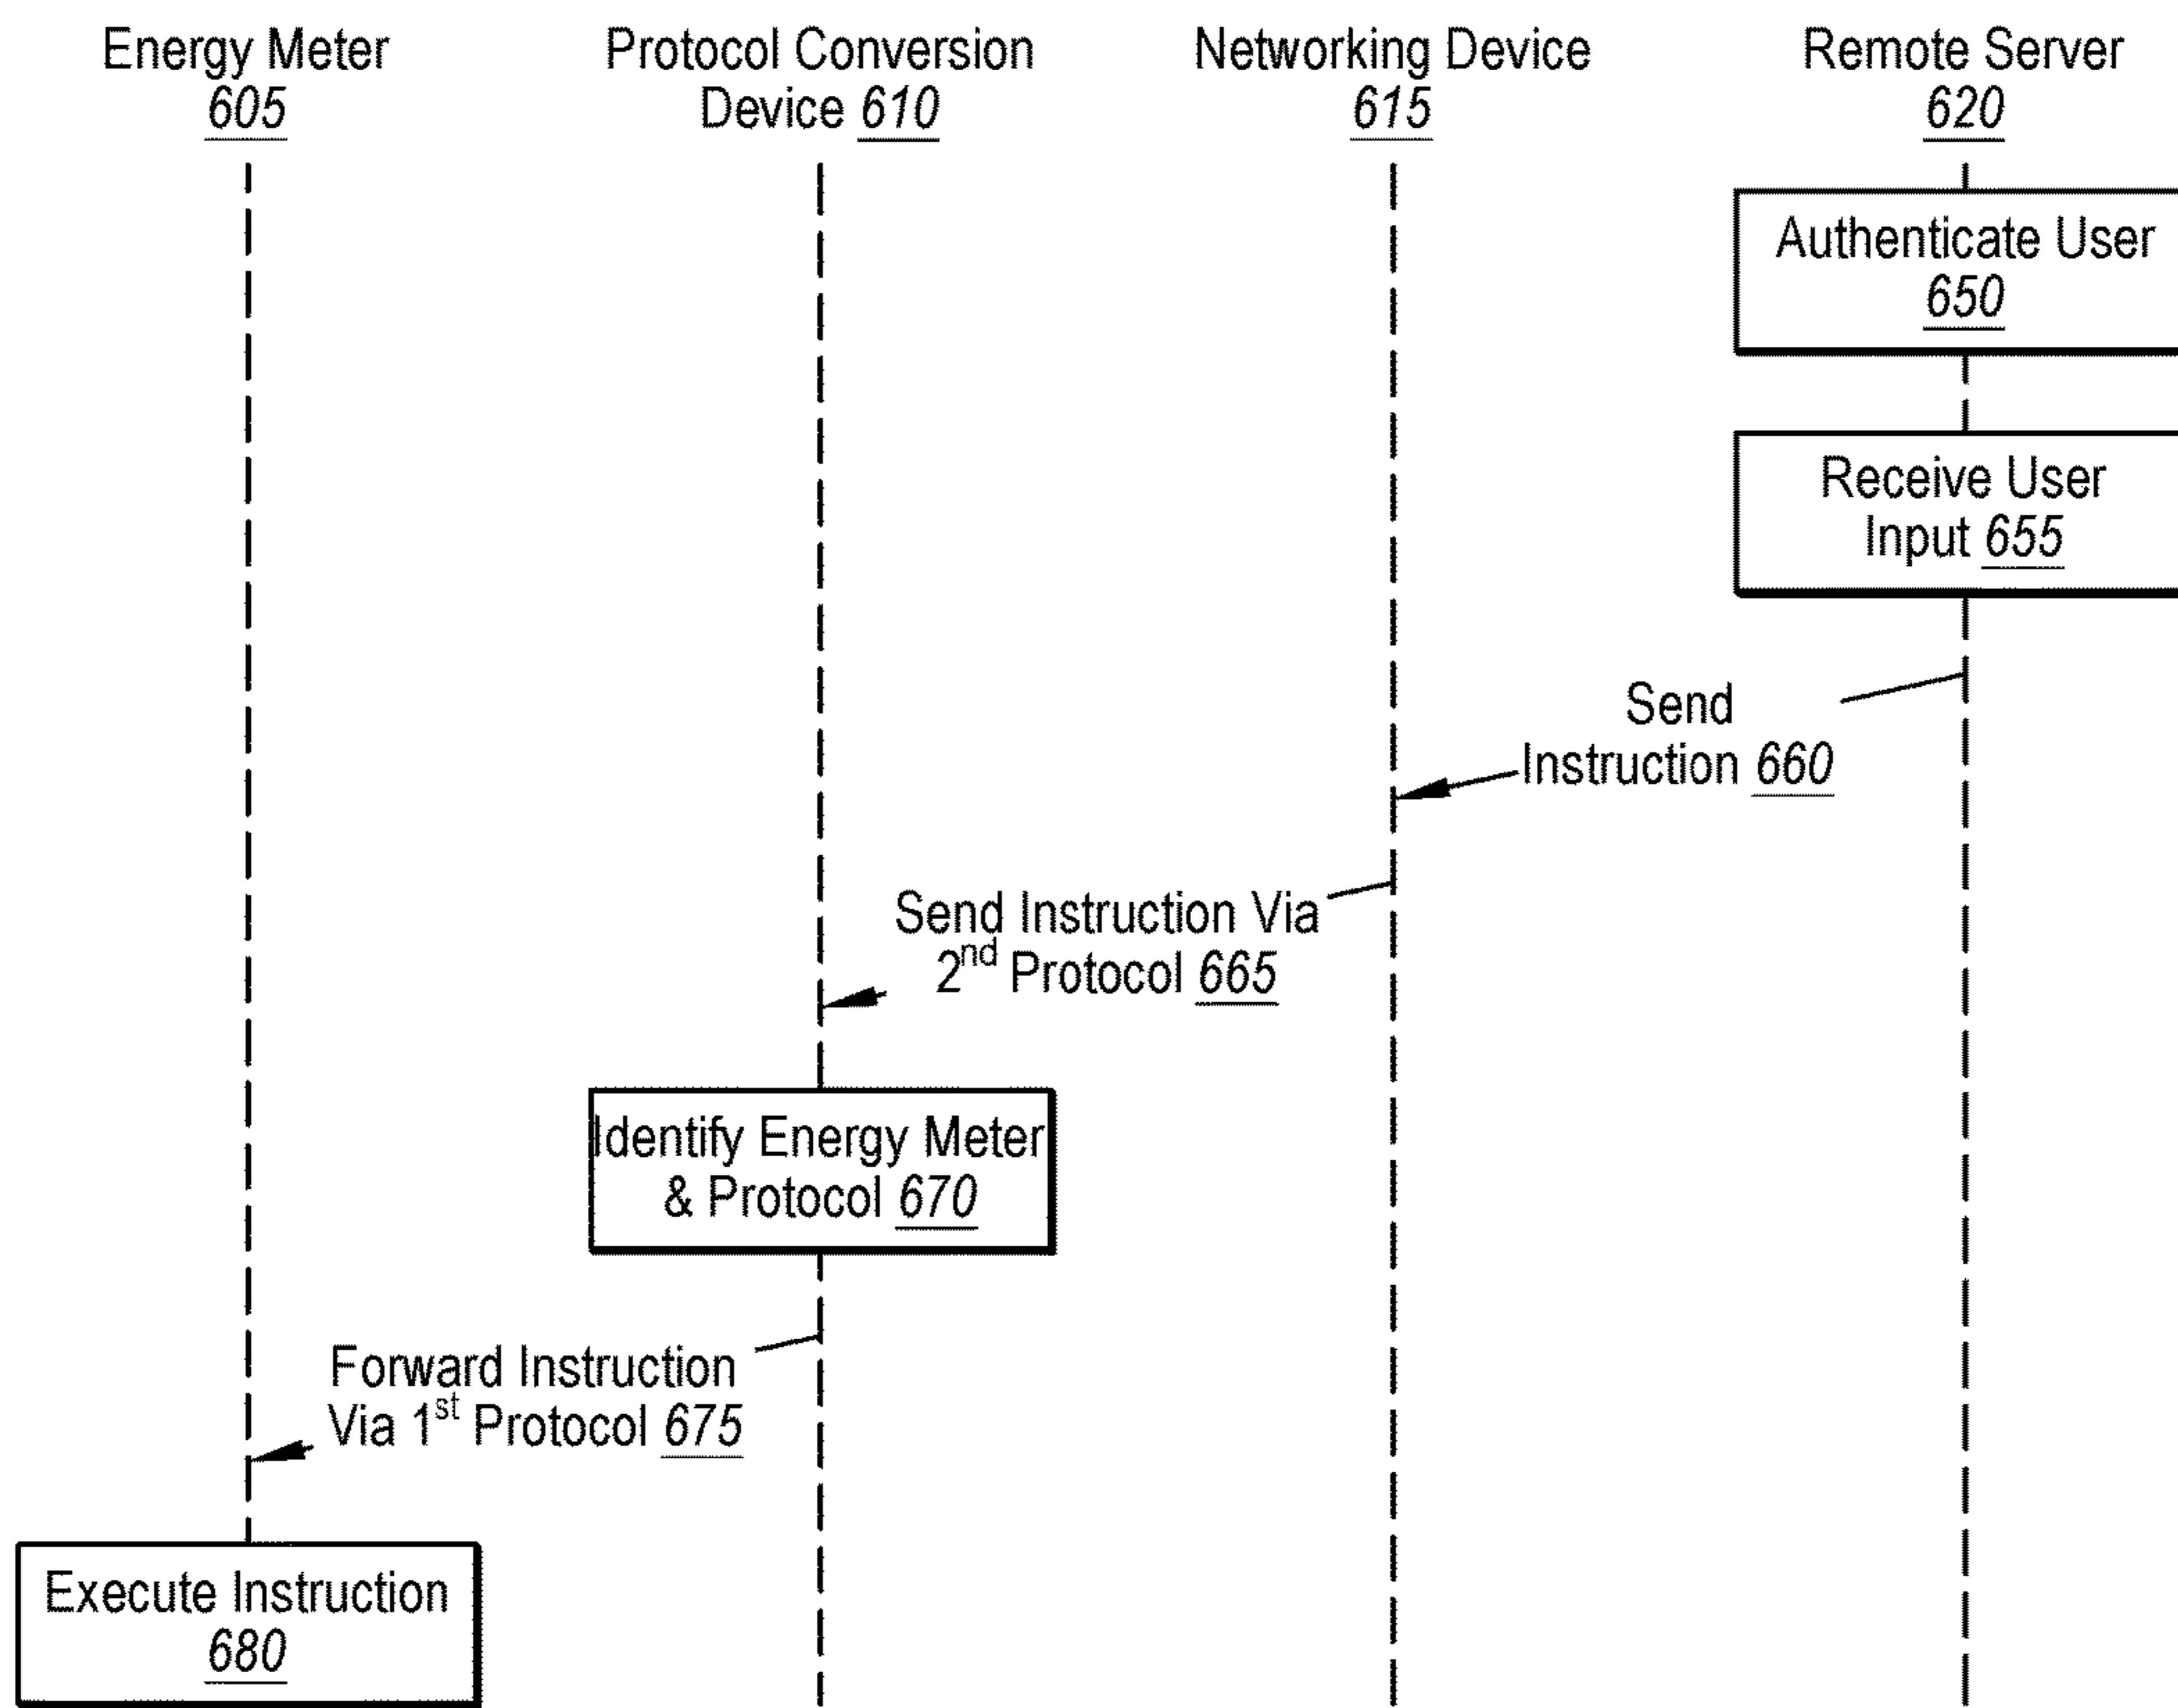 Energy Meter
605
Protocol Conversion
Device 610
Networking Device
615
Remote Server
620
Authenticate User
650
Receive User
Input 655
Send
Instruction 660
Send Instruction Via
2nd Protocol 665
Identify Energy Meter
& Protocol 670
Forward Instruction
Via 1st Protocol 675
Execute Instruction
680